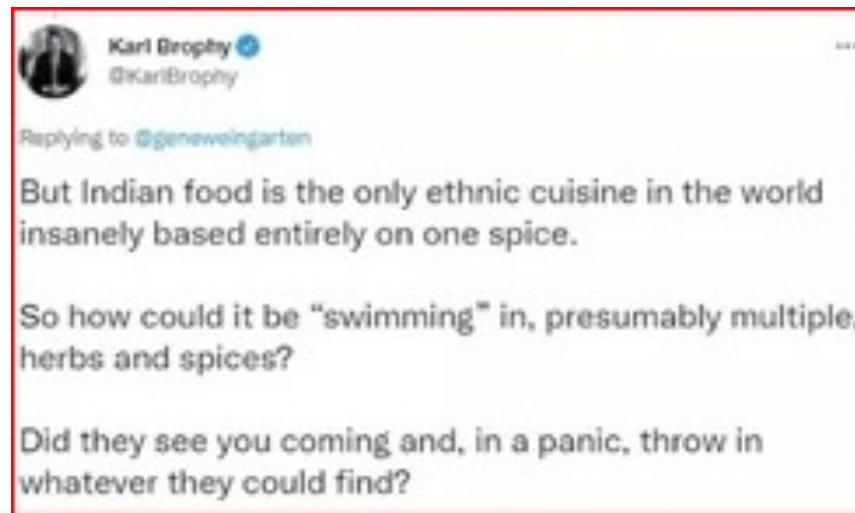 Karl Brophy
@KarlBrophy
Replying to @geneweingarten
But Indian food is the only ethnic cuisine in the world
insanely based entirely on one spice.
So how could it be “swimming” in, presumably multiple,
herbs and spices?
Did they see you coming and, in a panic, throw in
whatever they could find?